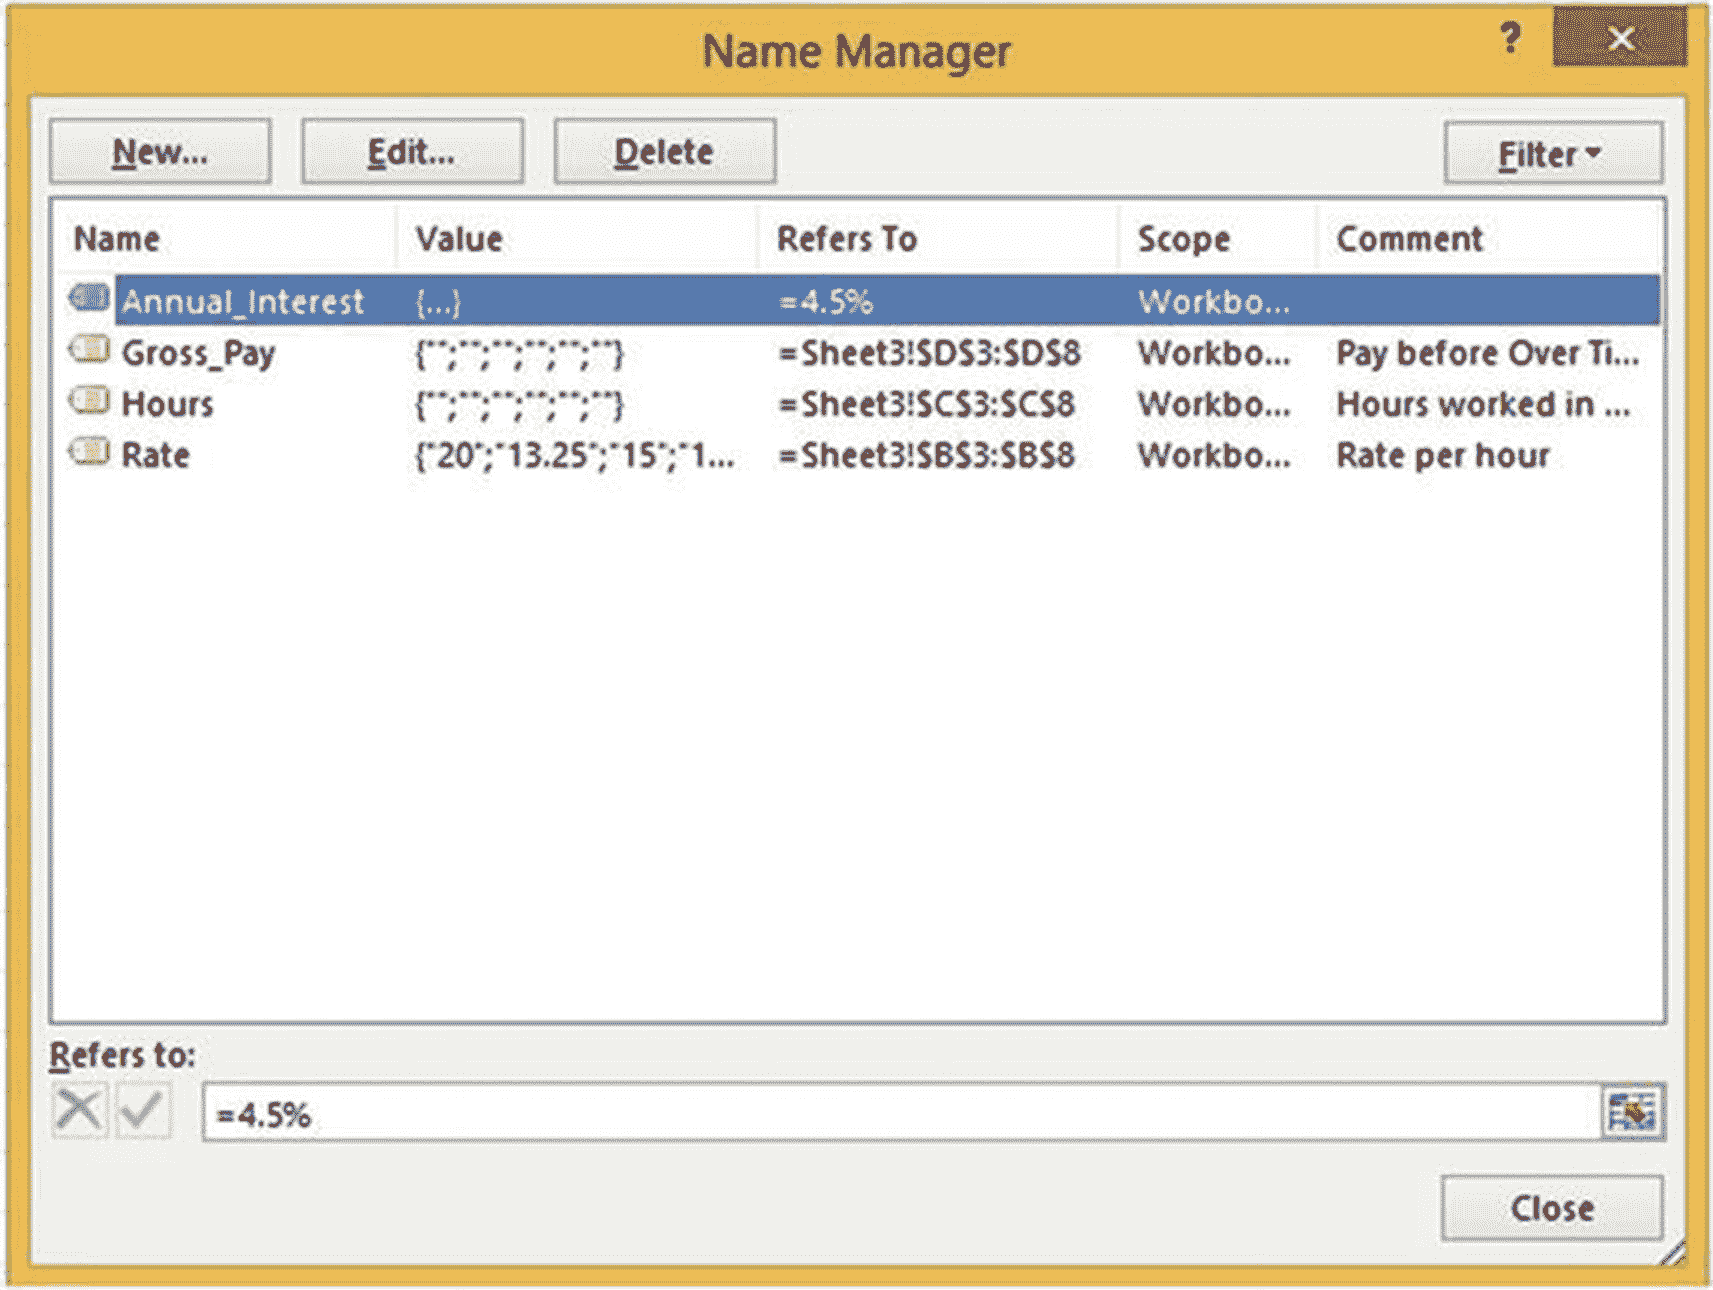 Name Manager
? X
New... Edit... Delete Filter
Name Value Refers To Scope Comment
Annual_Interest {...} =4.5% Workbo...
Gross_Pay {"";"";"";"";"";""} =Sheet3!$D$3:$D$8 Workbo... Pay before Over Ti...
Hours {"";"";"";"";"";""} =Sheet3!$C$3:$C$8 Workbo... Hours worked in ...
Rate {"20";"13.25";"15";"1... =Sheet3!$B$3:$B$8 Workbo... Rate per hour
Refers to:
=4.5%
Close